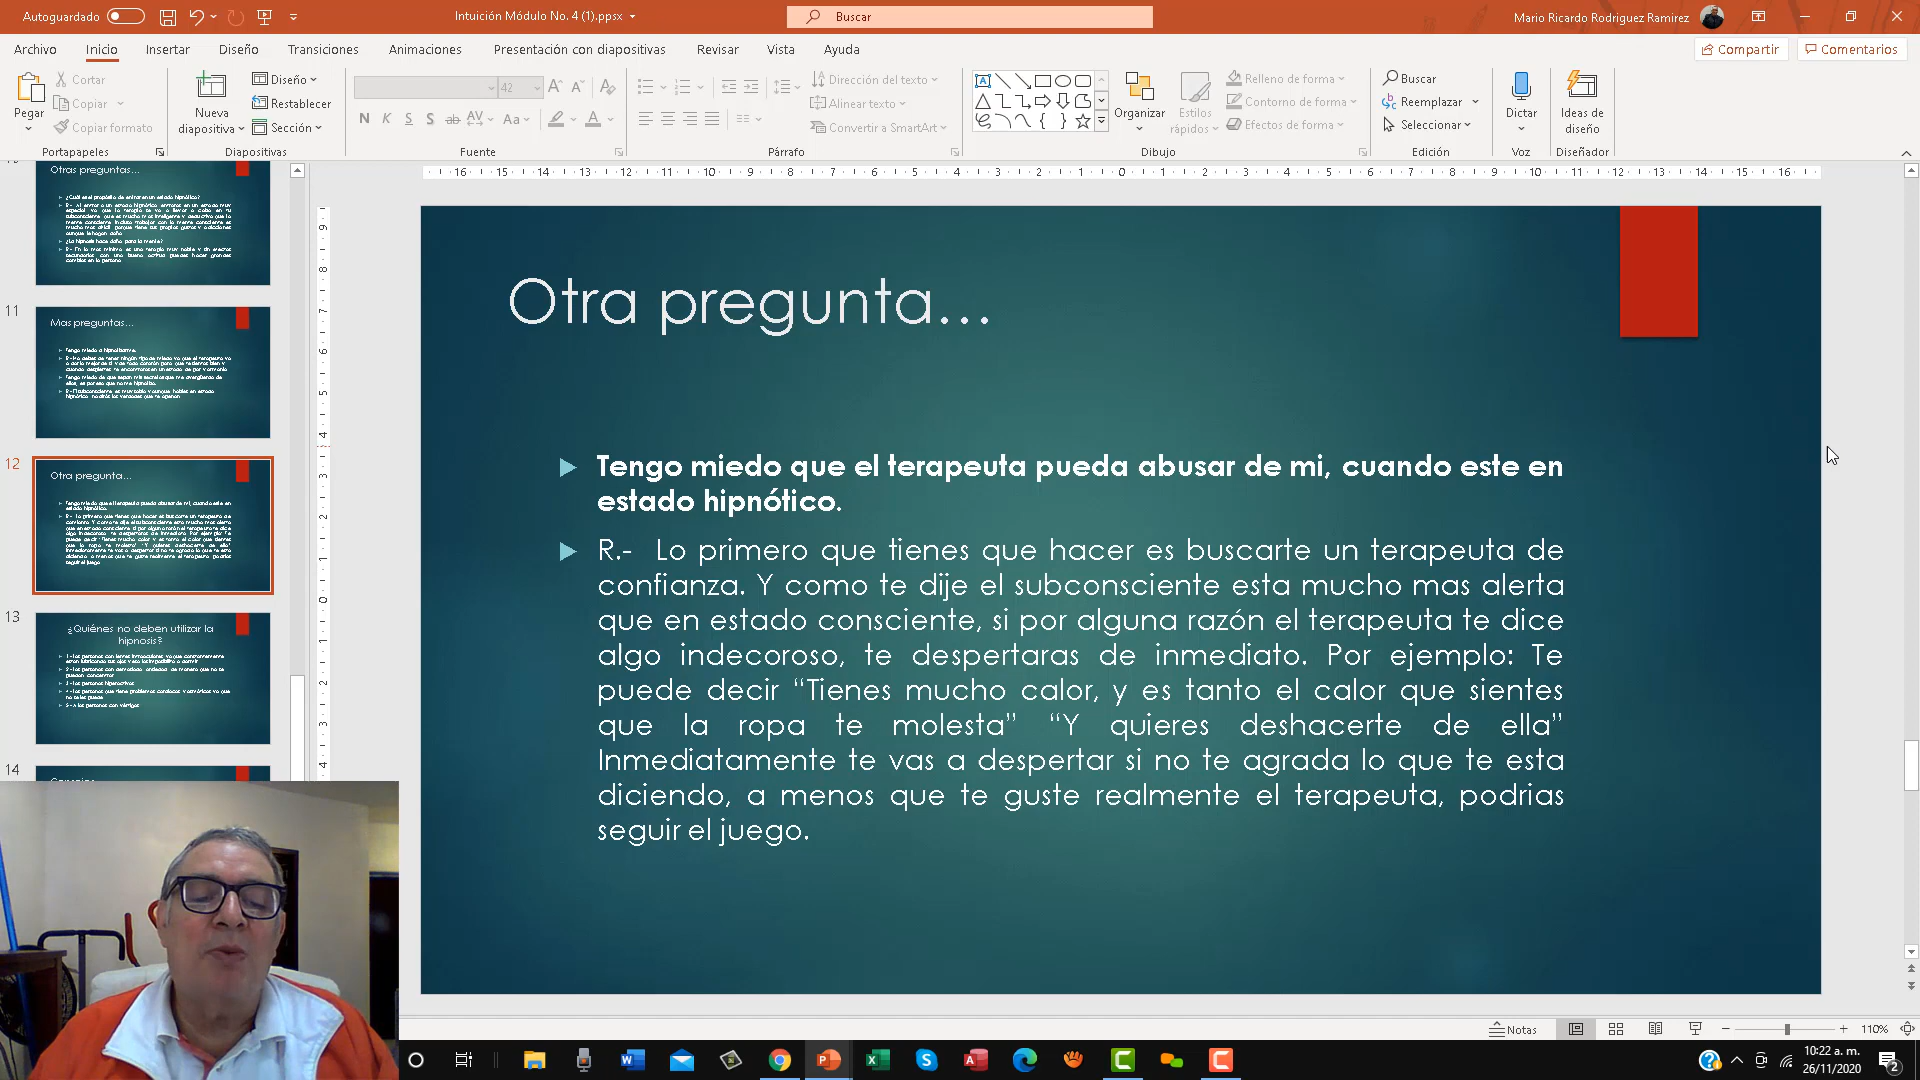 Autoguardado
Intuición Módulo No. 4 (1).ppsx
Buscar
Mario Ricardo Rodriguez Ramirez
Archivo
Inicio
Insertar
Diseño
Transiciones
Animaciones
Presentación con diapositivas
Revisar
Vista
Ayuda
Compartir
Comentarios
Pegar
Cortar
Copiar
Copiar formato
Portapapeles
Nueva
diapositiva
Diseño
Restablecer
Sección
Diapositivas
42
Fuente
Dirección del texto
Alinear texto
Convertir a SmartArt
Párrafo
Organizar
Estilos
rápidos
Relleno de forma
Contorno de forma
Efectos de forma
Dibujo
Buscar
Reemplazar
Seleccionar
Edición
Dictar
Voz
Ideas de
diseño
Diseñador
Otras preguntas...
11
Mas preguntas...
12
Otra pregunta...
13
¿Quiénes no deben utilizar la
hipnosis?
14
Otra pregunta...
Tengo miedo que el terapeuta pueda abusar de mi, cuando este en
estado hipnótico.
R.- Lo primero que tienes que hacer es buscarte un terapeuta de
confianza. Y como te dije el subconsciente esta mucho mas alerta
que en estado consciente, si por alguna razón el terapeuta te dice
algo indecoroso, te despertaras de inmediato. Por ejemplo: Te
puede decir “Tienes mucho calor, y es tanto el calor que sientes
que la ropa te molesta” “Y quieres deshacerte de ella”
Inmediatamente te vas a despertar si no te agrada lo que te esta
diciendo, a menos que te guste realmente el terapeuta, podrias
seguir el juego.
Notas
110%
10:22 a. m.
26/11/2020